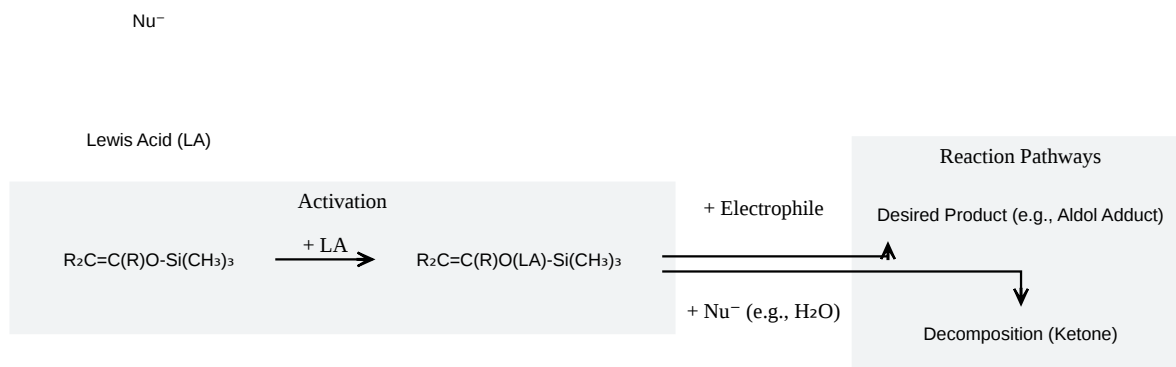 Nu⁻
Lewis Acid (LA)
Reaction Pathways
Activation
+ Electrophile
Desired Product (e.g., Aldol Adduct)
+ LA
R₂C=C(R)O-Si(CH₃)₃
R₂C=C(R)O(LA)-Si(CH₃)₃
+ Nu⁻ (e.g., H₂O)
Decomposition (Ketone)